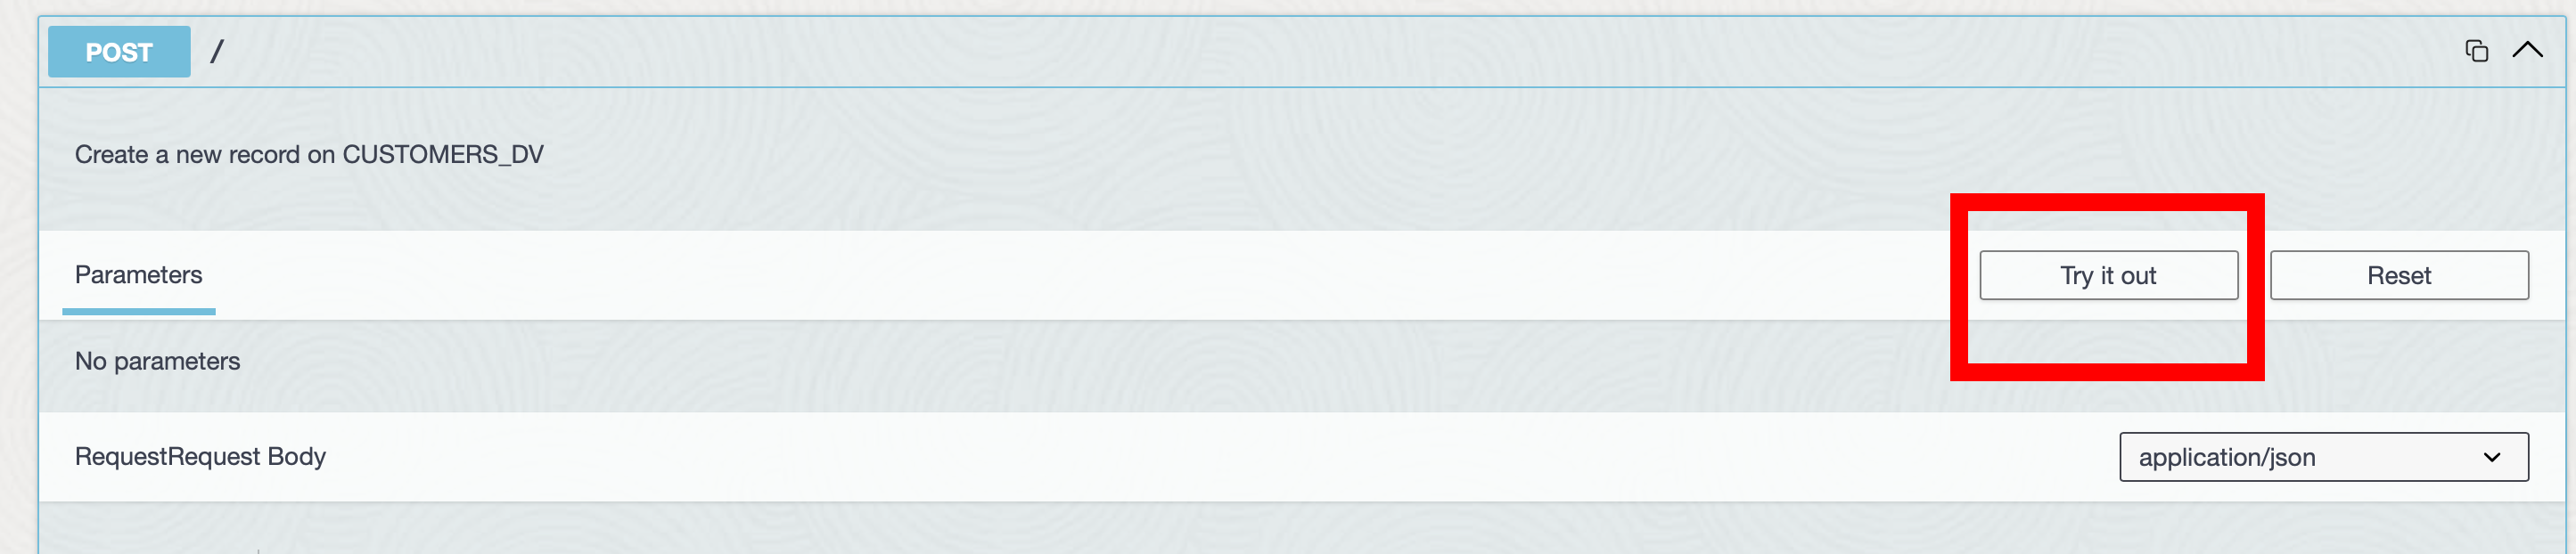 POST /
Create a new record on CUSTOMERS_DV
Parameters Try it out Reset
No parameters
RequestRequest Body application/json